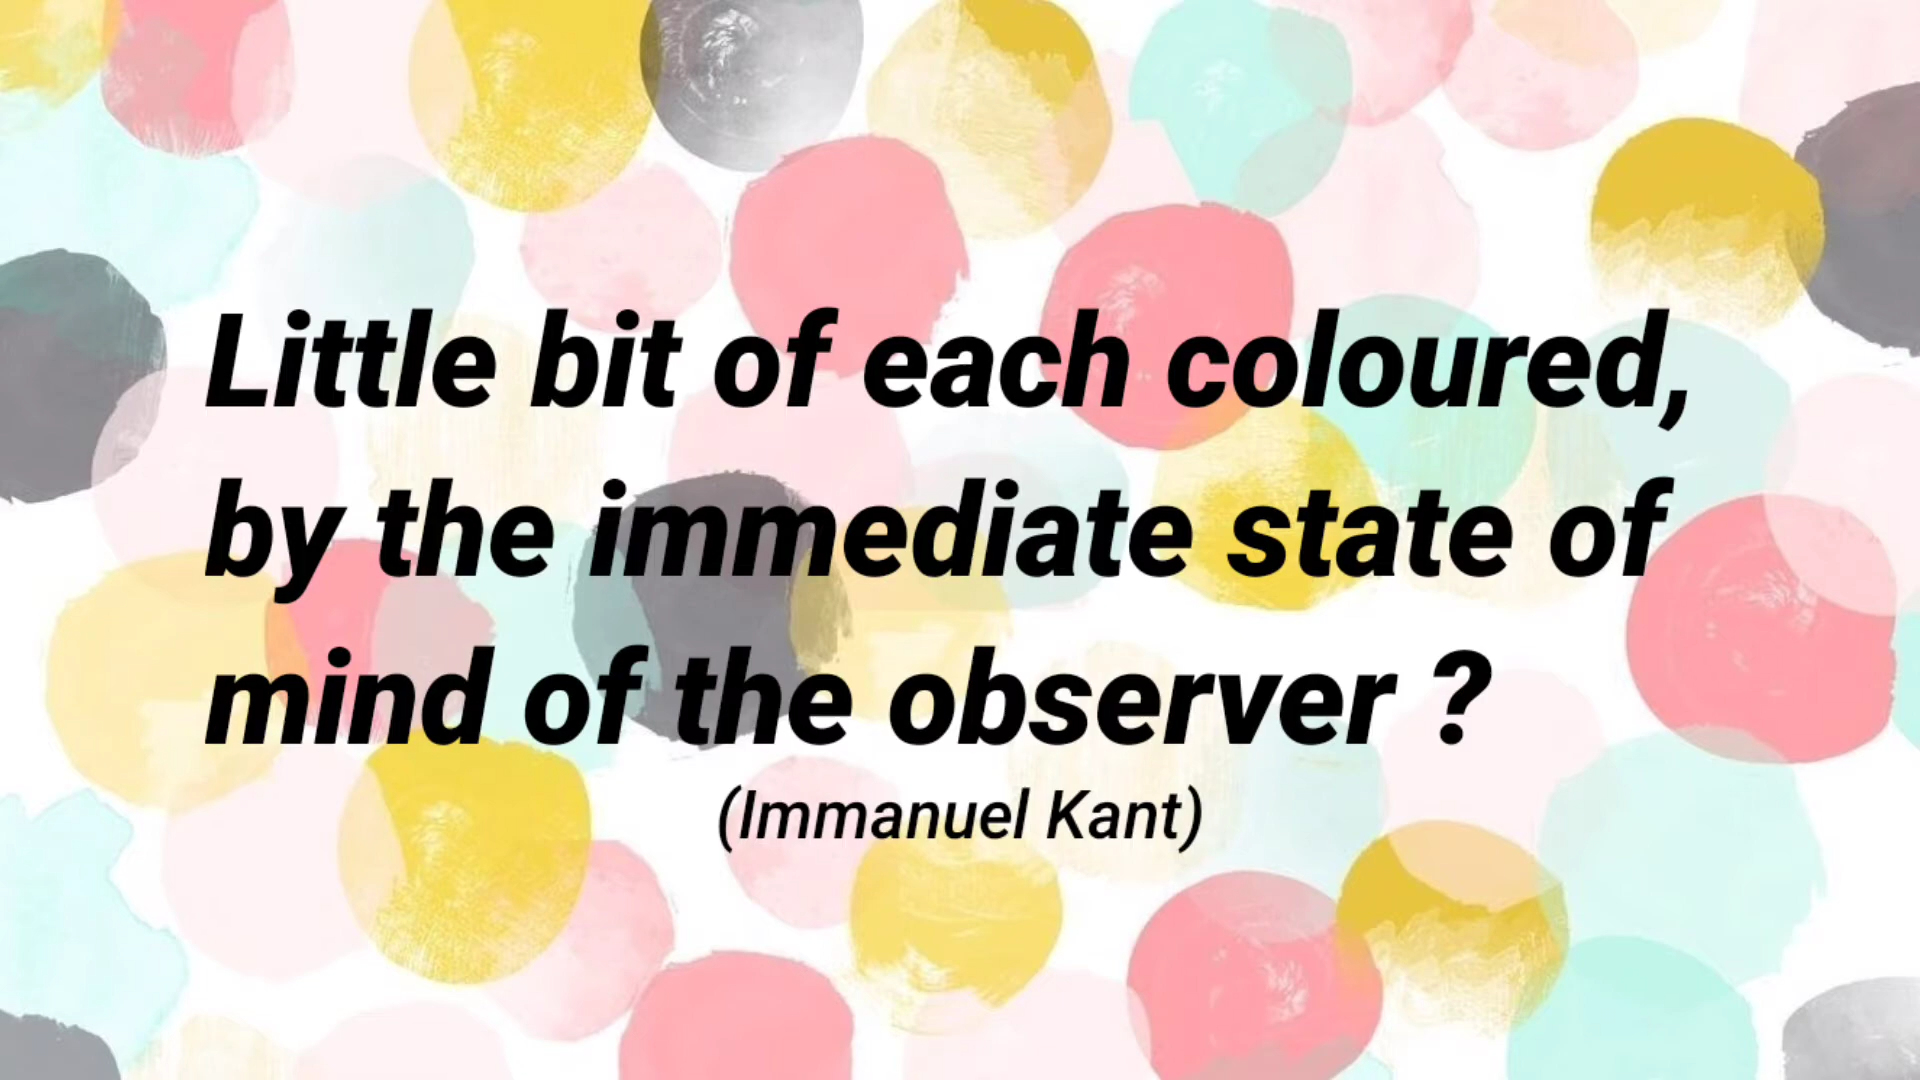 Little bit of each coloured,
by the immediate state of
mind of the observer ?
(Immanuel Kant)